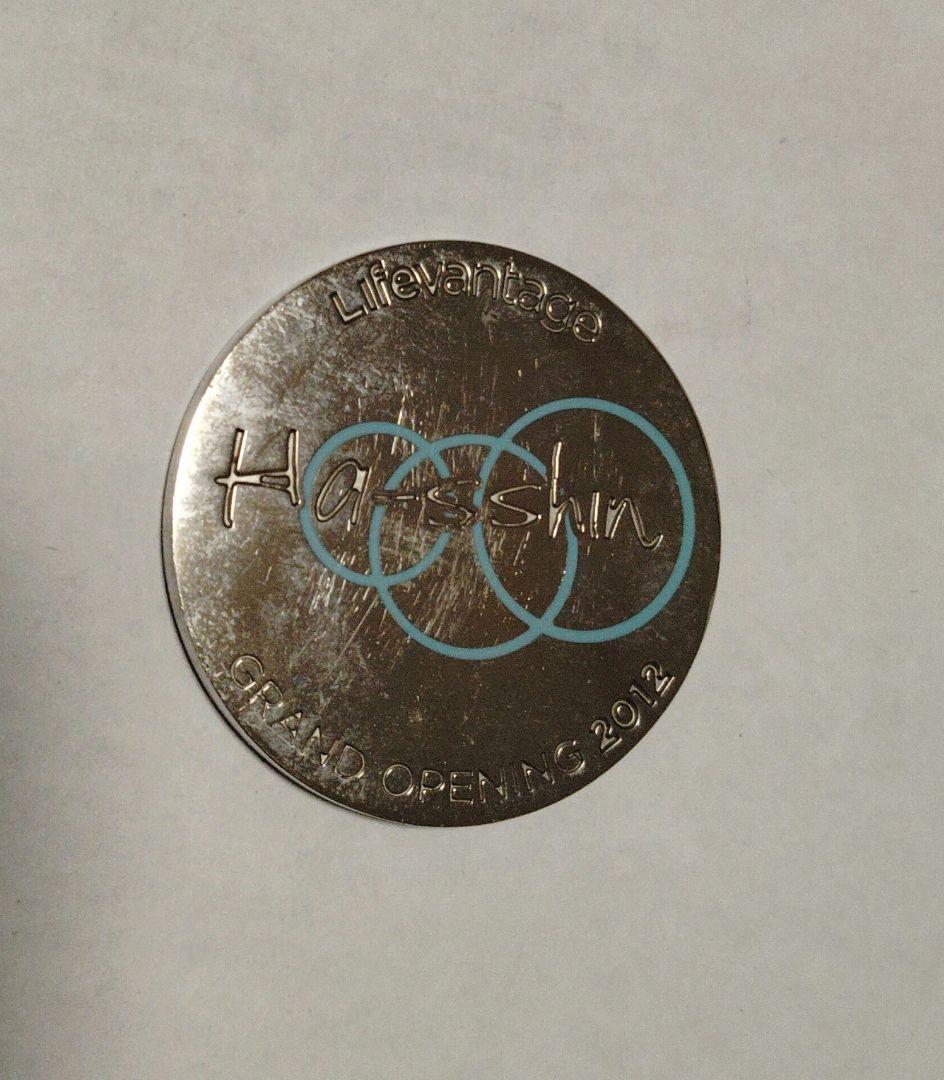 Lifevantage
Ha-sshin
GRAND OPENING 2012